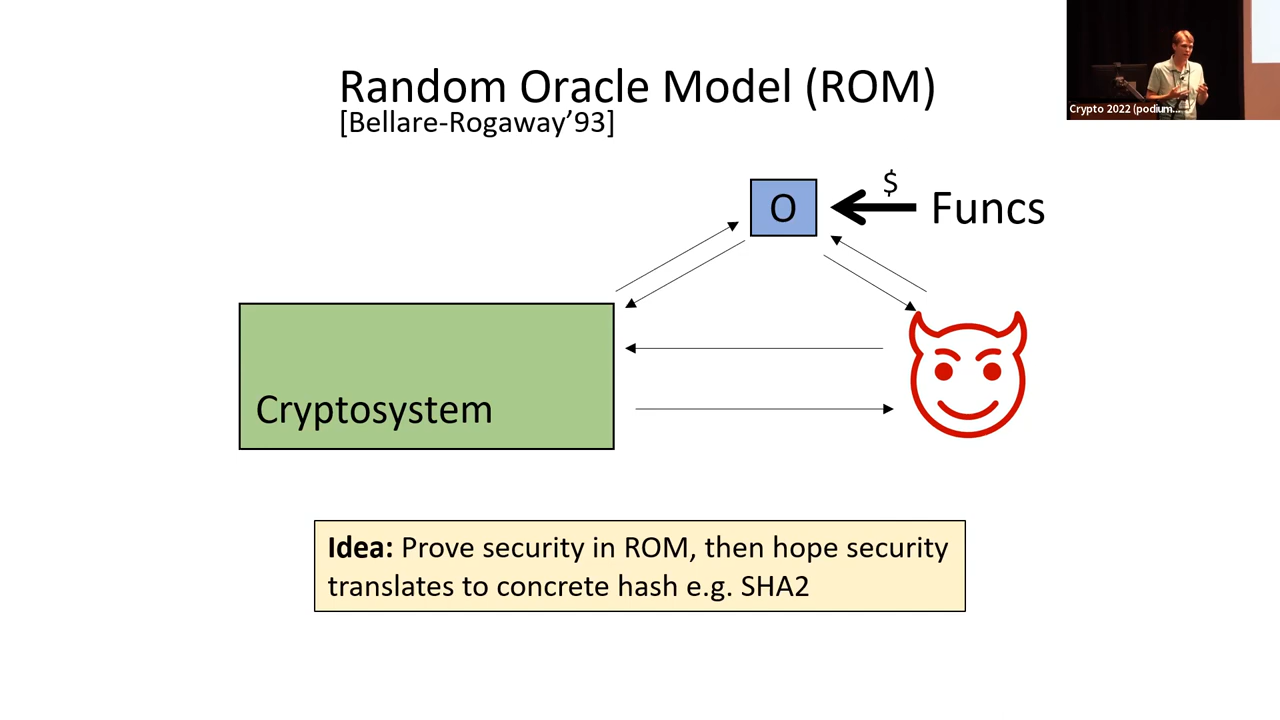 Random Oracle Model (ROM)
[Bellare-Rogaway’93]
Crypto 2022 (podium...
$
O
Funcs
Cryptosystem
Idea: Prove security in ROM, then hope security
translates to concrete hash e.g. SHA2